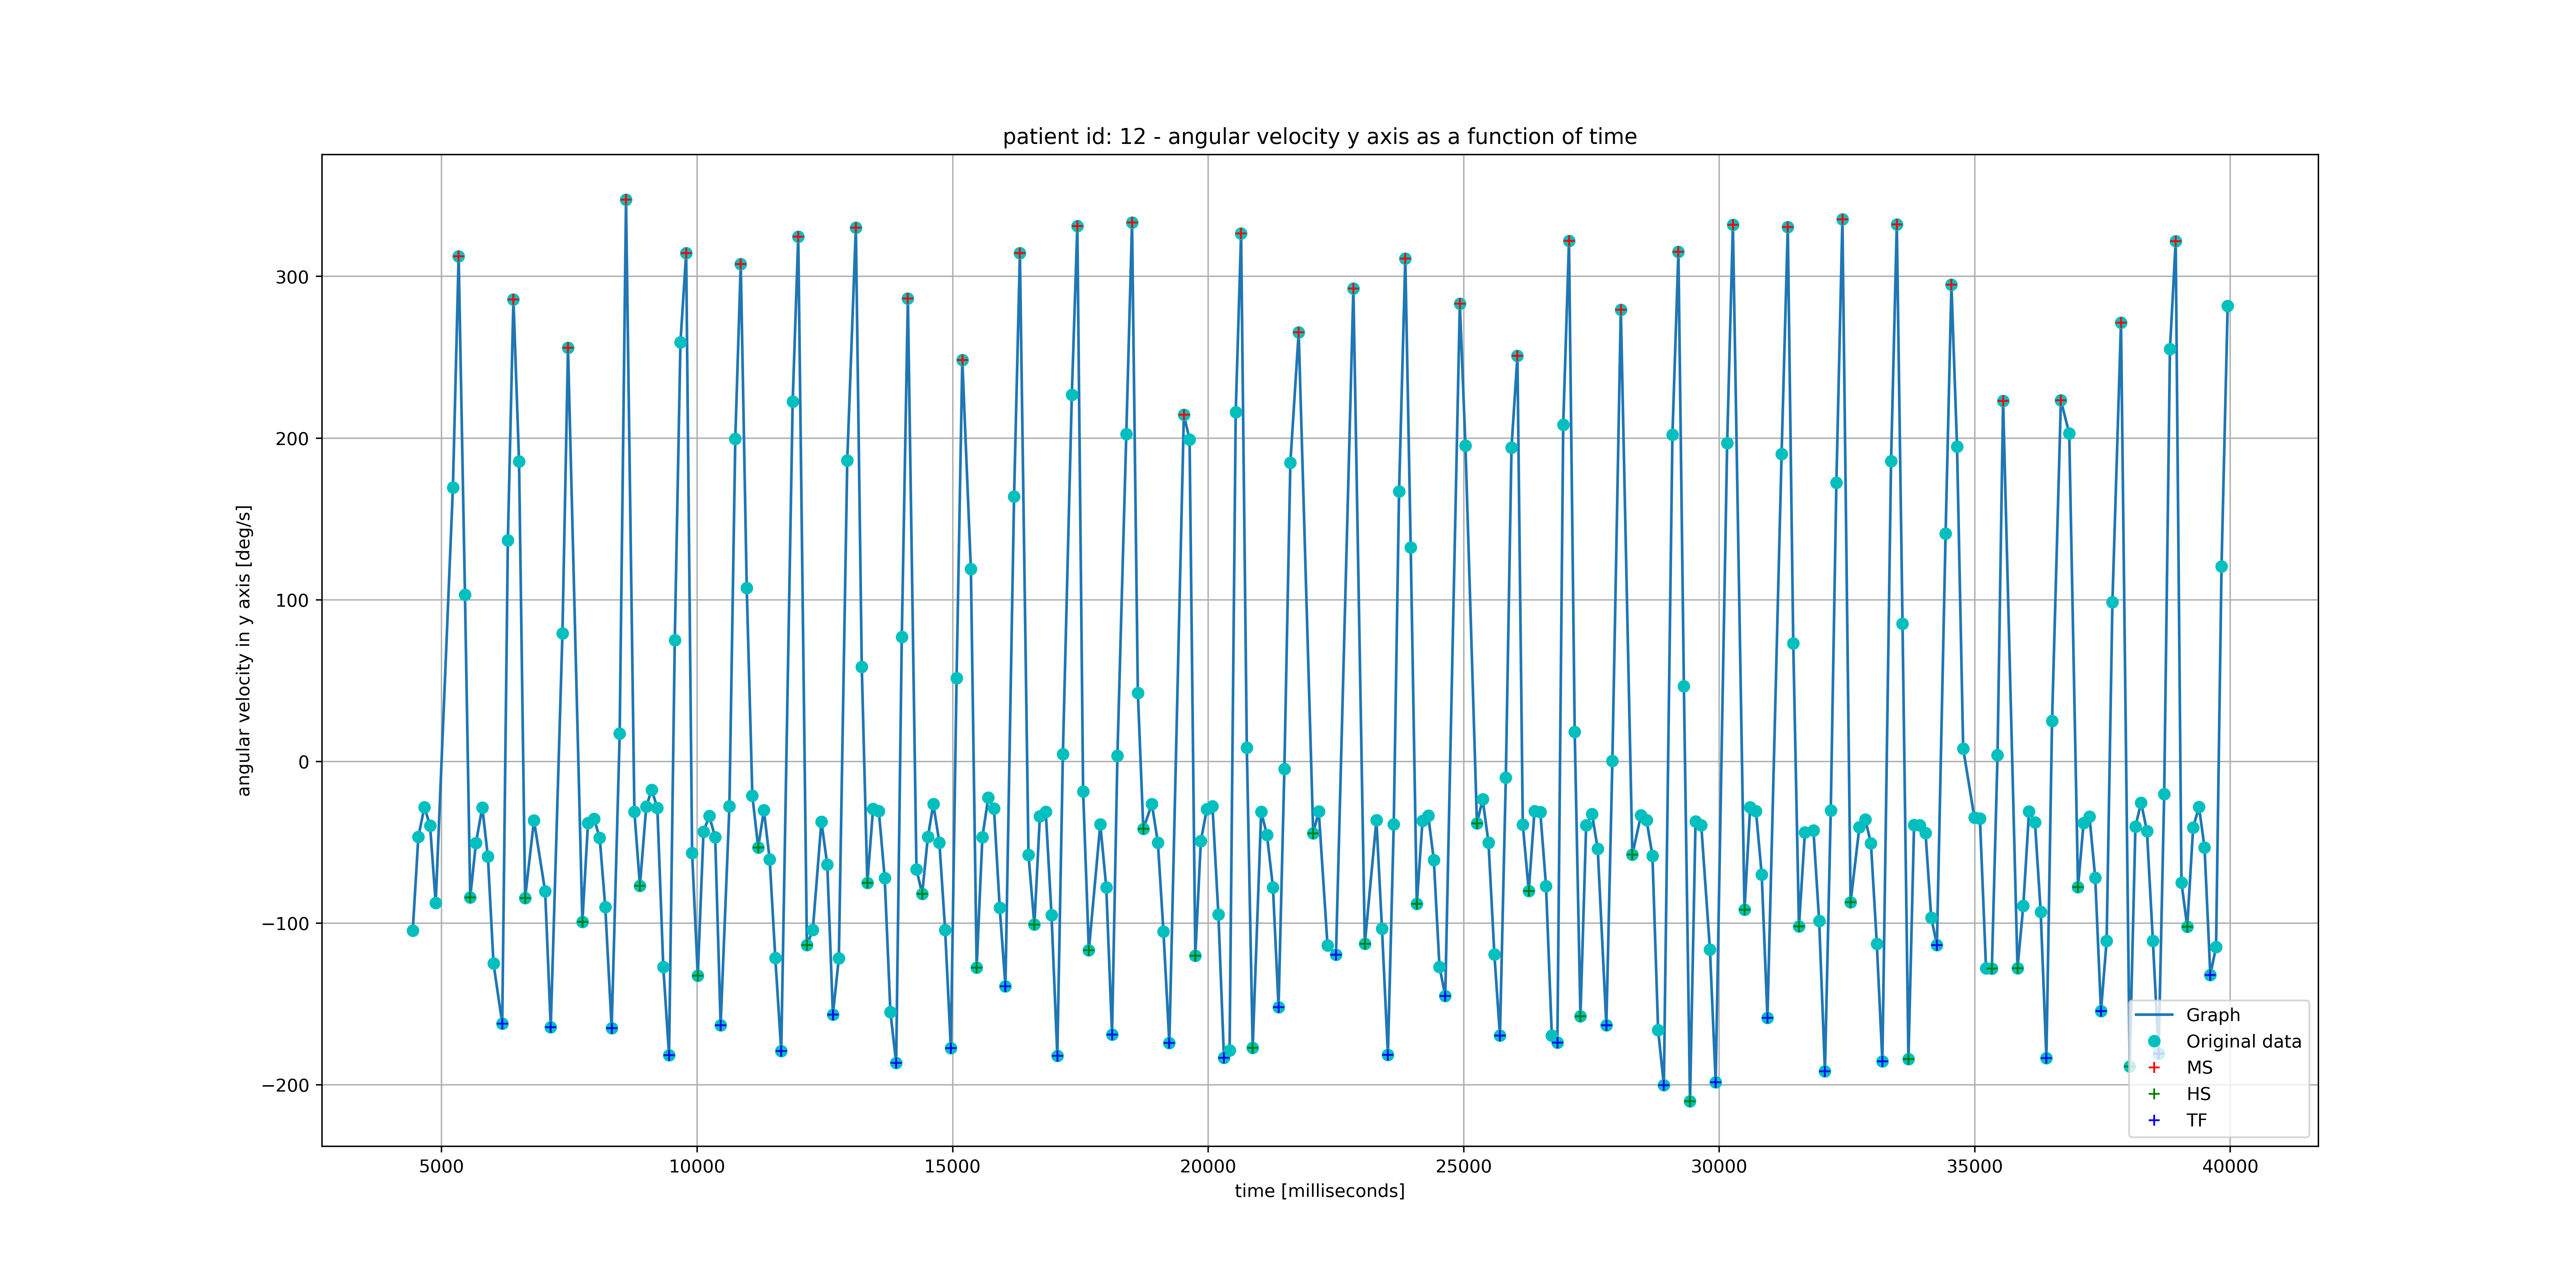 patient id: 12 - angular velocity y axis as a function of time
angular velocity in y axis [deg/s]
300
200
100
0
−100
−200
5000 10000 15000 20000 25000 30000 35000 40000
time [milliseconds]
Graph
Original data
MS
HS
TF